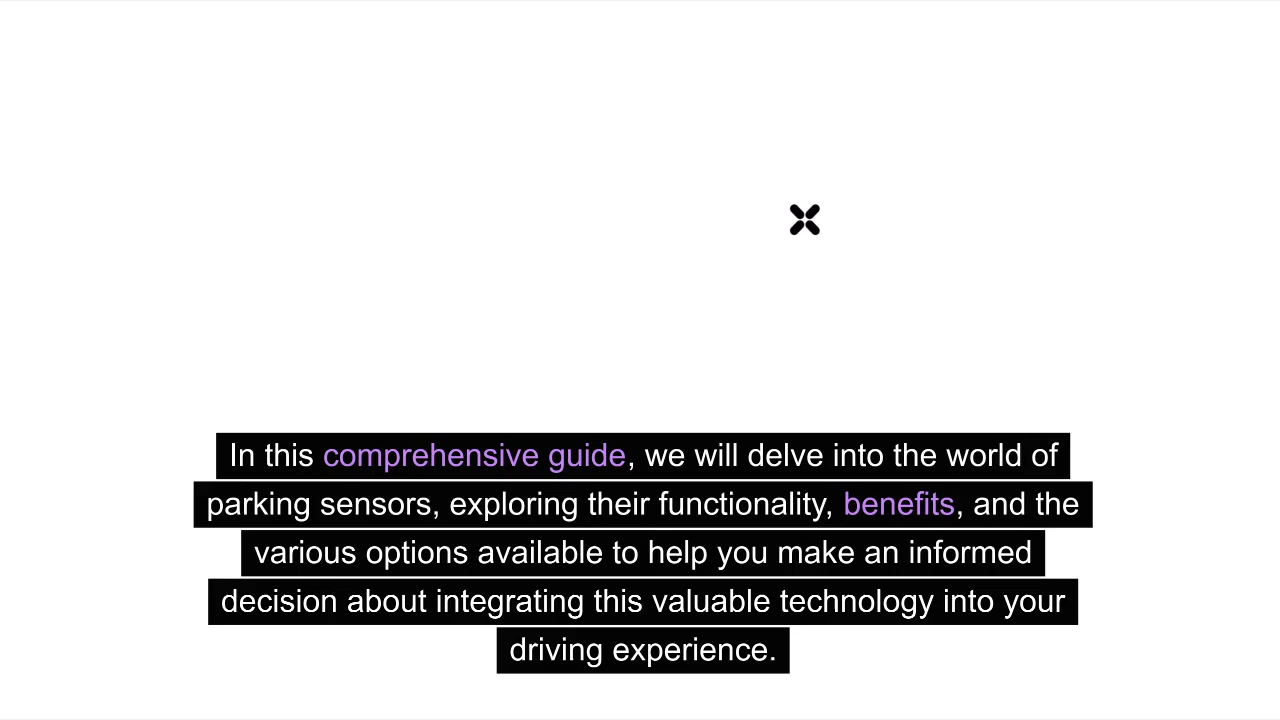 In this comprehensive guide, we will delve into the world of
parking sensors, exploring their functionality, benefits, and the
various options available to help you make an informed
decision about integrating this valuable technology into your
driving experience.